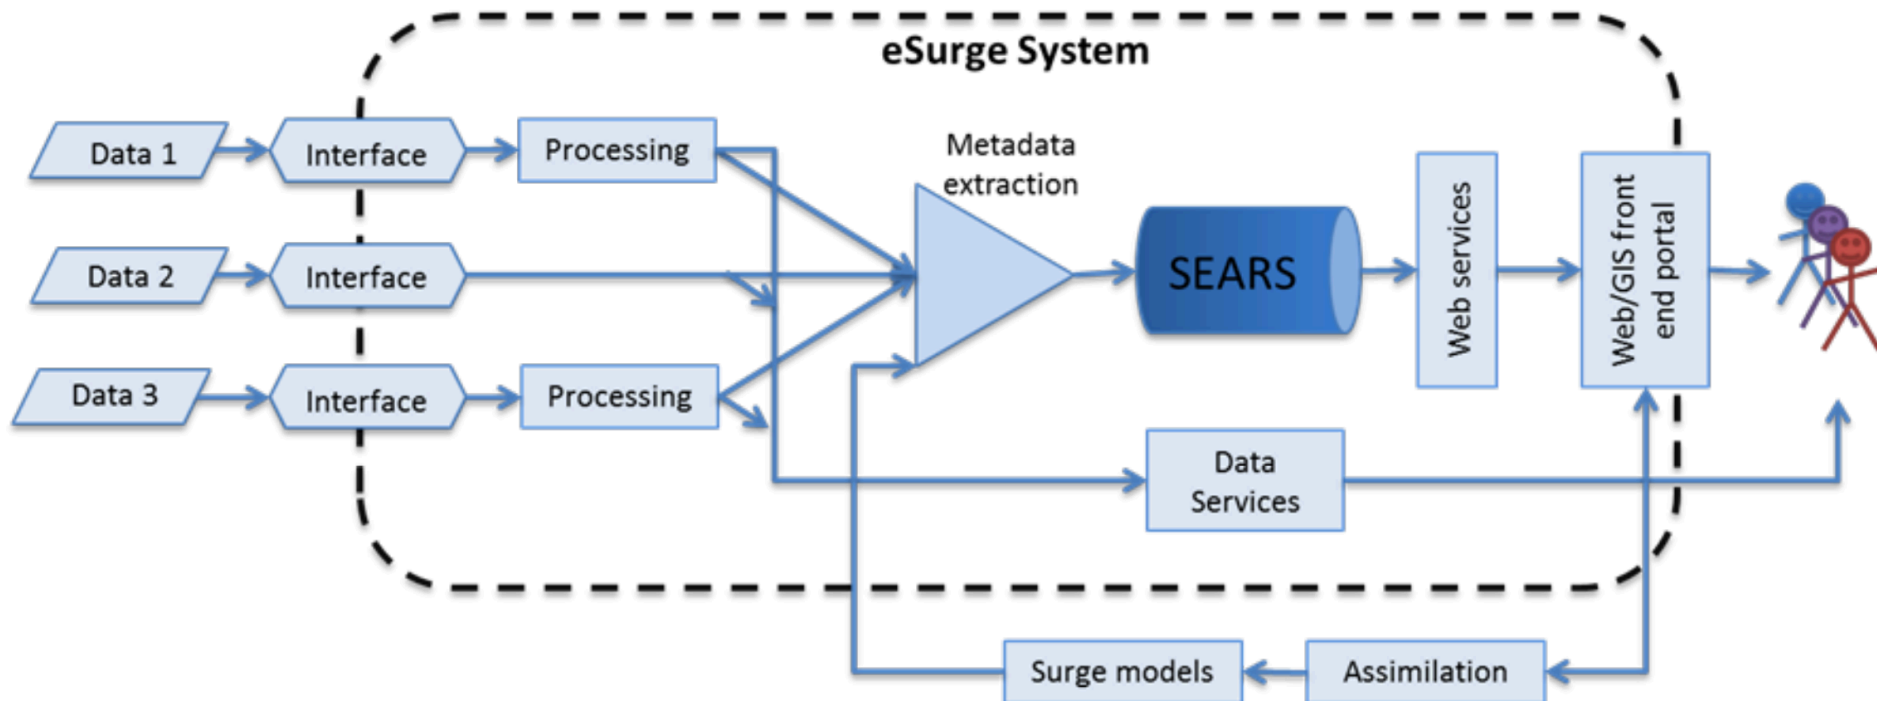 eSurge System
Data 1
Interface
Processing
Metadata
extraction
Data 2
Interface
SEARS
Web services
Web/GIS front
end portal
Data 3
Interface
Processing
Data
Services
Surge models
Assimilation